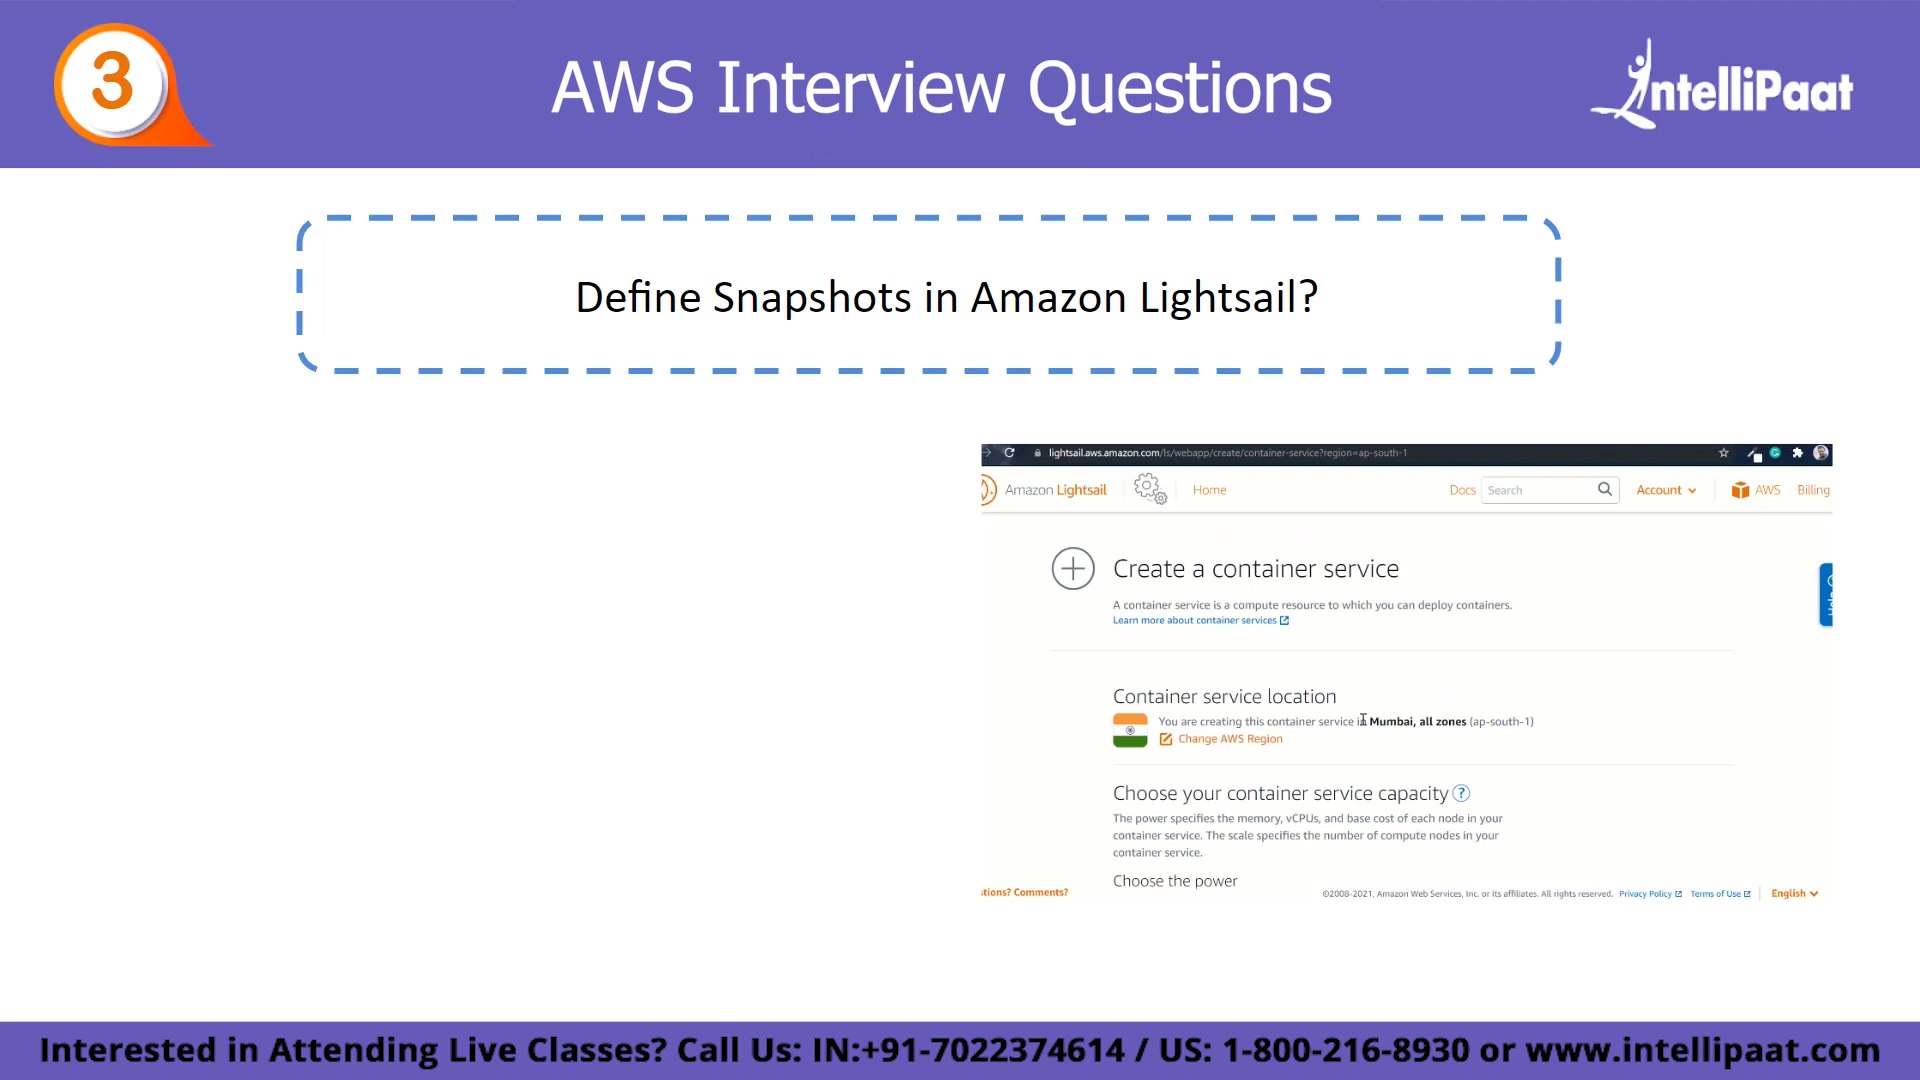 3
AWS Interview Questions
IntelliPaat
Define Snapshots in Amazon Lightsail?
lightsail.aws.amazon.com/ls/webapp/create/container-service?region=ap-south-1
Amazon Lightsail
Home
Docs
Search
Account
AWS
Billing
Create a container service
A container service is a compute resource to which you can deploy containers.
Learn more about container services
Container service location
You are creating this container service in Mumbai, all zones (ap-south-1)
Change AWS Region
Choose your container service capacity ?
The power specifies the memory, vCPUs, and base cost of each node in your
container service. The scale specifies the number of compute nodes in your
container service.
Choose the power
tions? Comments?
©2008-2021, Amazon Web Services, Inc. or its affiliates. All rights reserved.
Privacy Policy
Terms of Use
English
Interested in Attending Live Classes? Call Us: IN:+91-7022374614 / US: 1-800-216-8930 or www.intellipaat.com